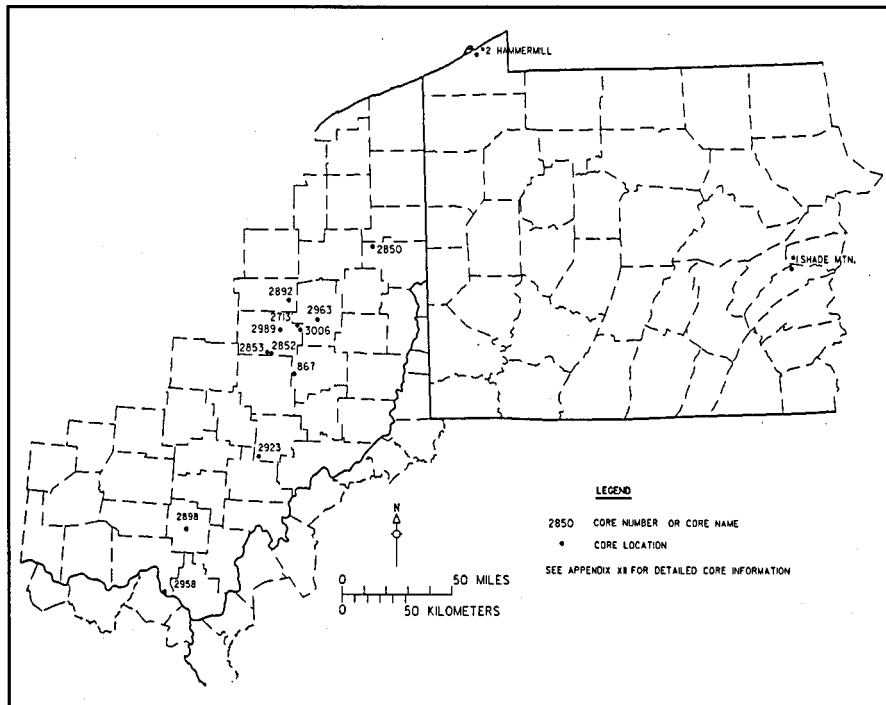 #2 HAMMERMILL
2850
#1 SHADE MTN.
2892
2963
2713
2989
3006
2853
2852
867
2923
2898
2958
N
LEGEND
2850 CORE NUMBER OR CORE NAME
• CORE LOCATION
SEE APPENDIX XII FOR DETAILED CORE INFORMATION
0 50 MILES
0 50 KILOMETERS